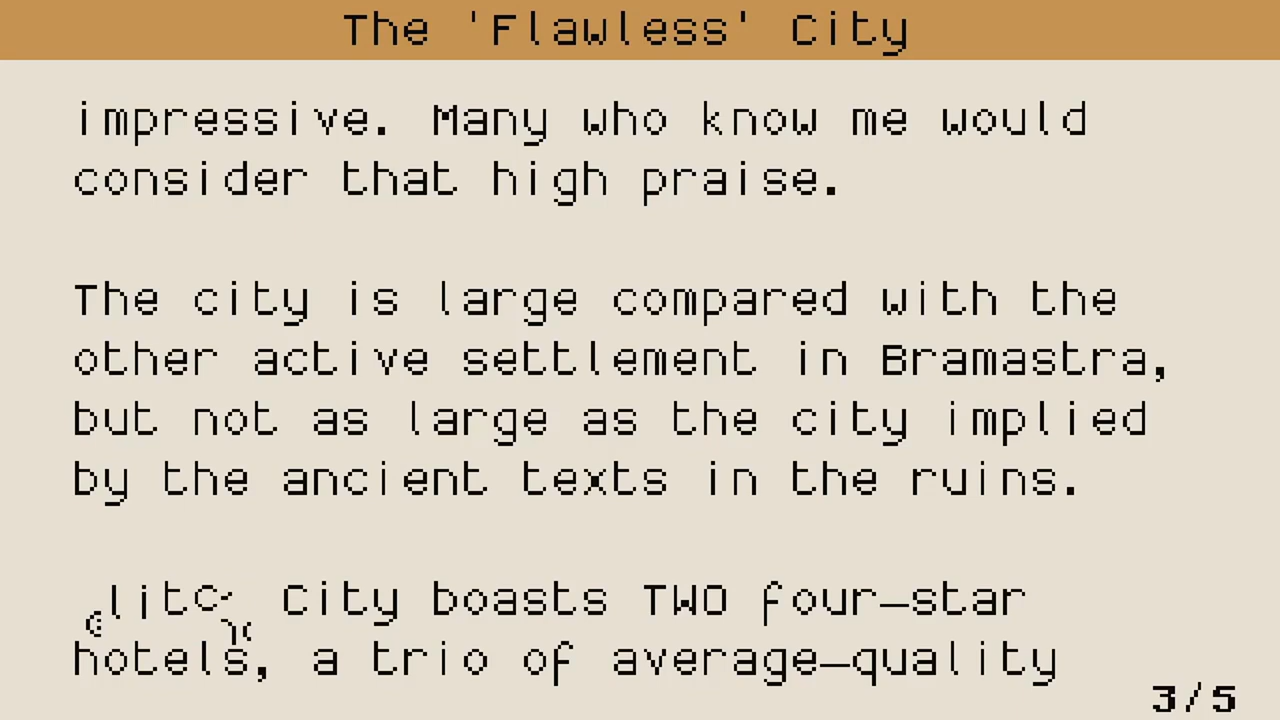 The 'Flawless' City
impressive. Many who know me would
consider that high praise.
The city is large compared with the
other active settlement in Bramastra,
but not as large as the city implied
by the ancient texts in the ruins.
City boasts TWO four-star
hotels, a trio of average-quality
3/5